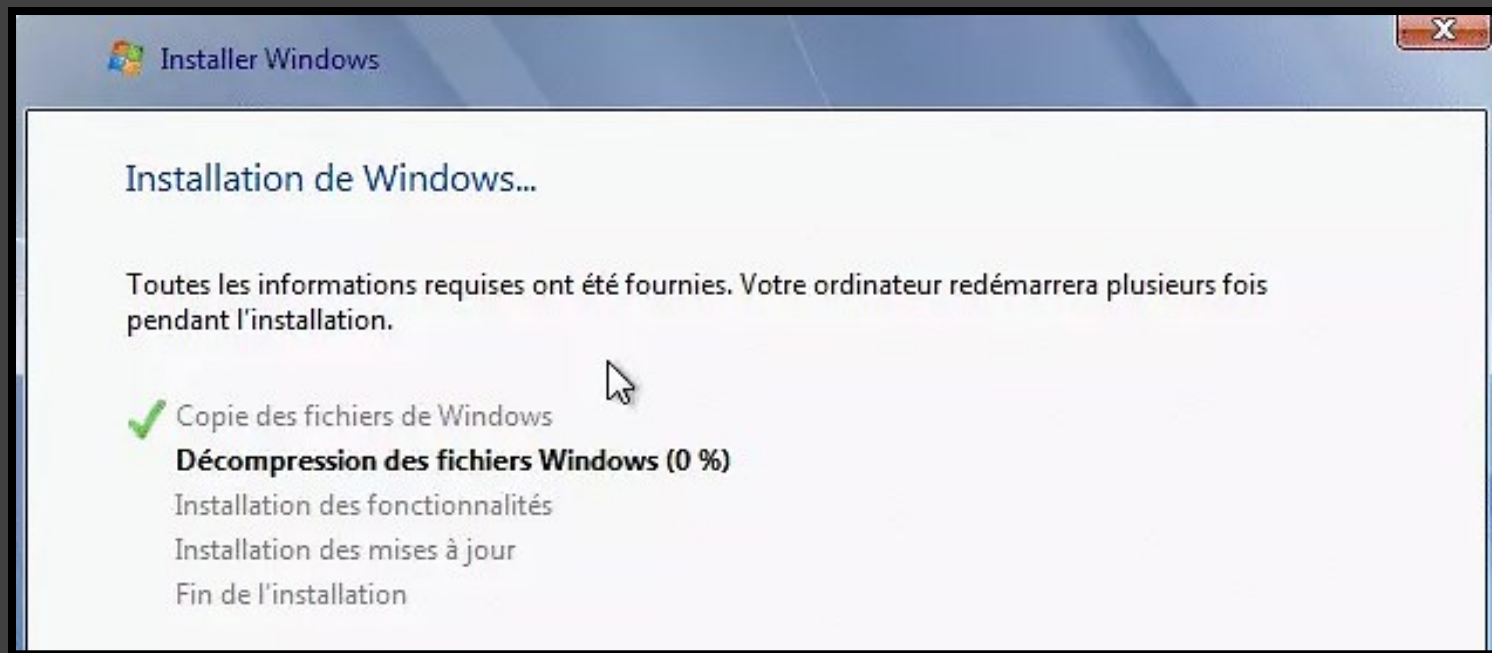 Installer Windows
Installation de Windows...
Toutes les informations requises ont été fournies. Votre ordinateur redémarrera plusieurs fois
pendant l'installation.
Copie des fichiers de Windows
Décompression des fichiers Windows (0 %)
Installation des fonctionnalités
Installation des mises à jour
Fin de l'installation